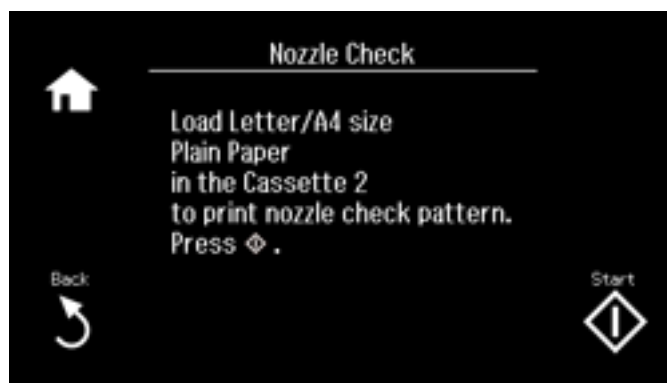 Nozzle Check
Load Letter/A4 size
Plain Paper
in the Cassette 2
to print nozzle check pattern.
Press .
Back
Start